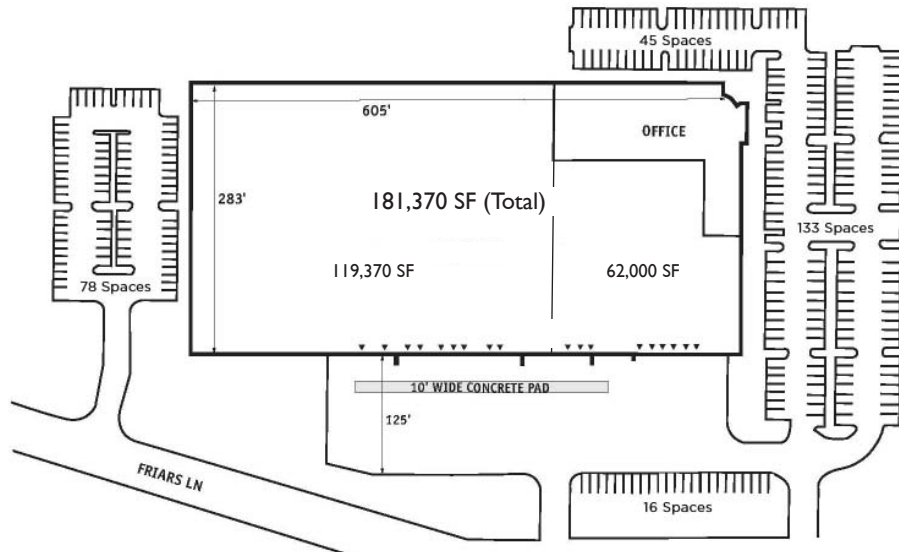 45 Spaces
605'
OFFICE
283'
181,370 SF (Total)
133 Spaces
119,370 SF
62,000 SF
78 Spaces
10' WIDE CONCRETE PAD
125'
FRIARS LN
16 Spaces